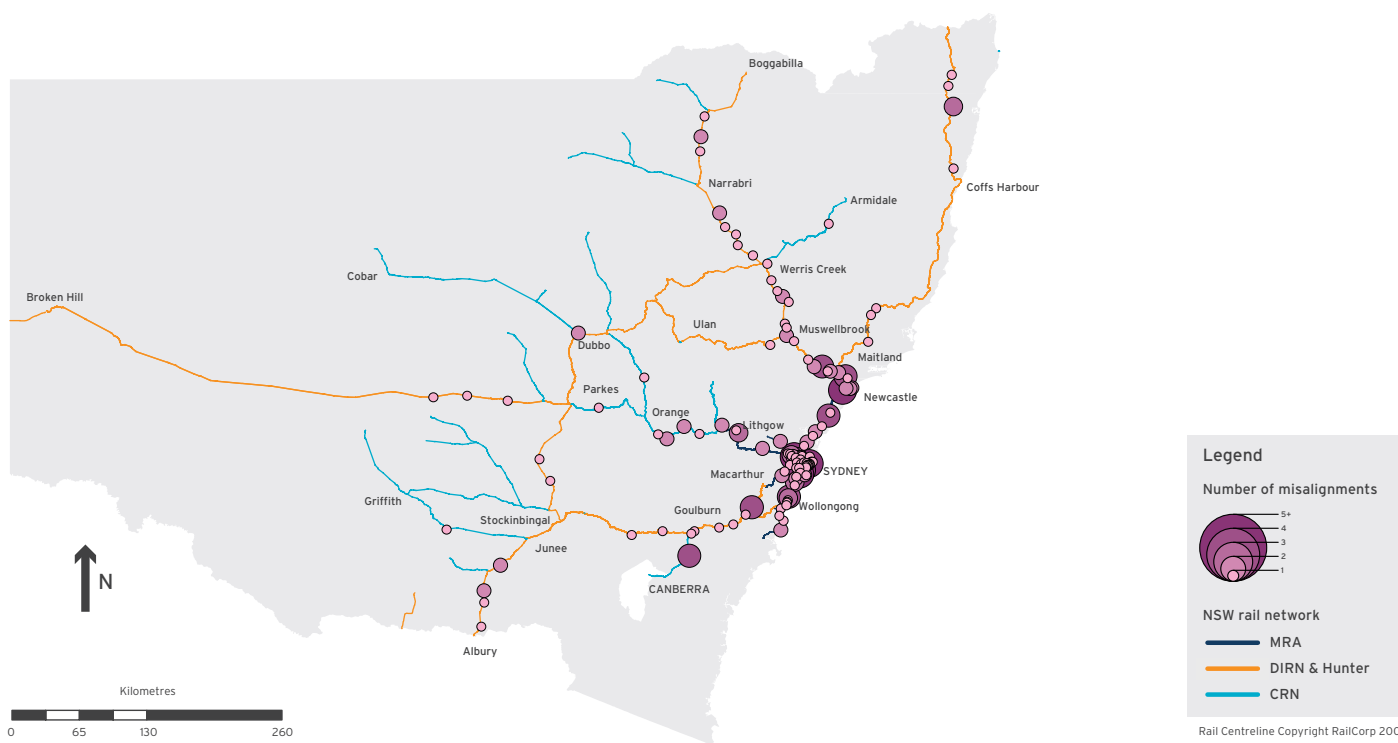 Boggabilla
Narrabri
Coffs Harbour
Armidale
Werris Creek
Cobar
Broken Hill
Ulan
Muswellbrook
Dubbo
Maitland
Parkes
Newcastle
Orange
Lithgow
Macarthur
SYDNEY
Griffith
Goulburn
Wollongong
Stockinbingal
Junee
CANBERRA
Albury
N
Kilometres
0 65 130 260
Legend
Number of misalignments
5+
4
3
2
1
NSW rail network
MRA
DIRN & Hunter
CRN
Rail Centreline Copyright RailCorp